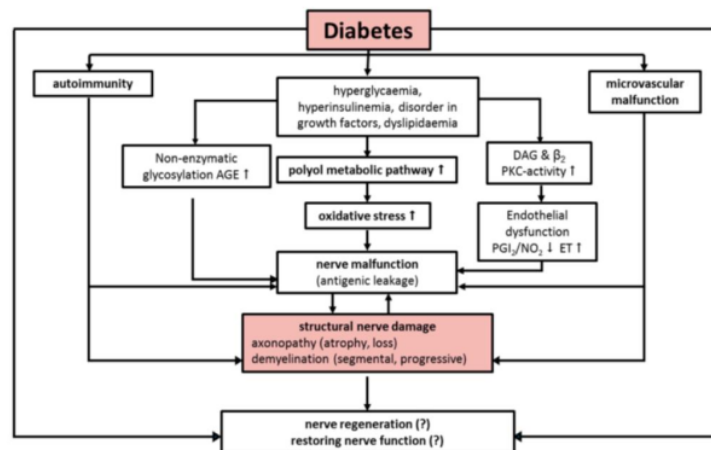 Diabetes
autoimmunity
hyperglycaemia,
hyperinsulinemia, disorder in
growth factors, dyslipidaemia
microvascular
malfunction
Non-enzymatic
glycosylation AGE ↑
polyol metabolic pathway ↑
DAG & β₂
PKC-activity ↑
oxidative stress ↑
Endothelial
dysfunction
PGI₂/NO₂ ↓ ET ↑
nerve malfunction
(antigenic leakage)
structural nerve damage
axonopathy (atrophy, loss)
demyelination (segmental, progressive)
nerve regeneration (?)
restoring nerve function (?)